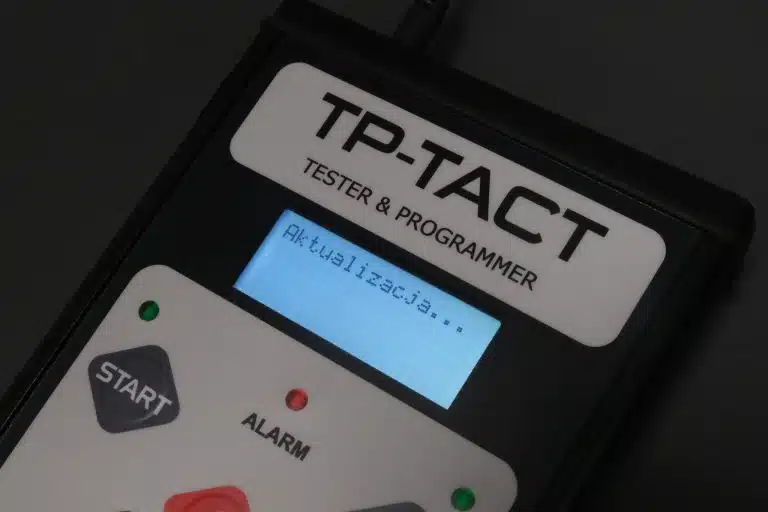 TP-TACT
TESTER & PROGRAMMER
Aktualizacja...
START
ALARM